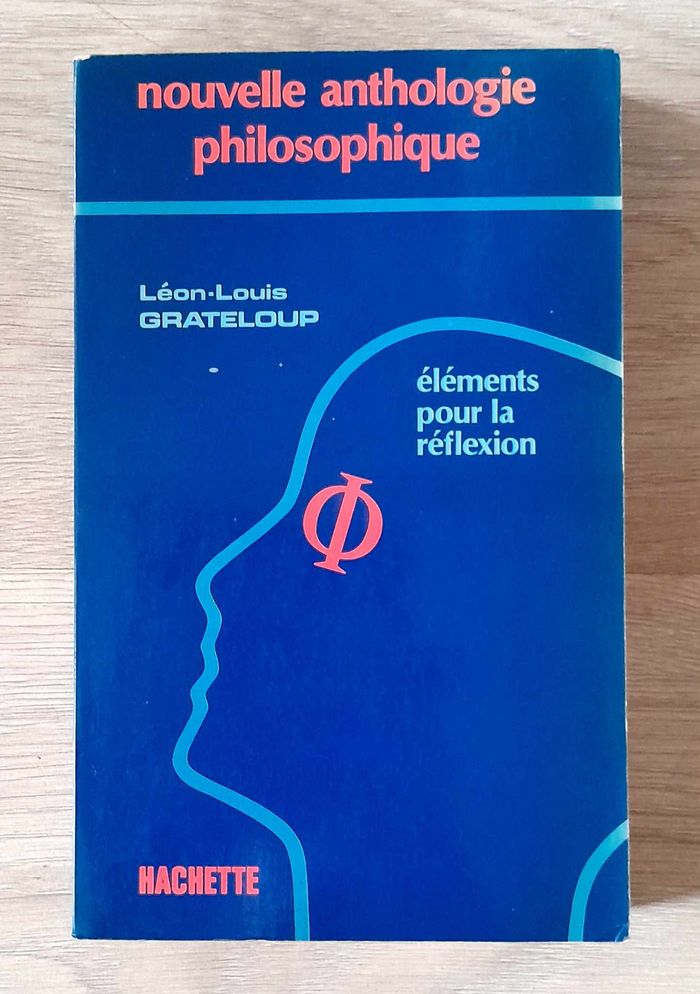 nouvelle anthologie
philosophique
Léon-Louis
GRATELOUP
éléments
pour la
réflexion
Φ
HACHETTE